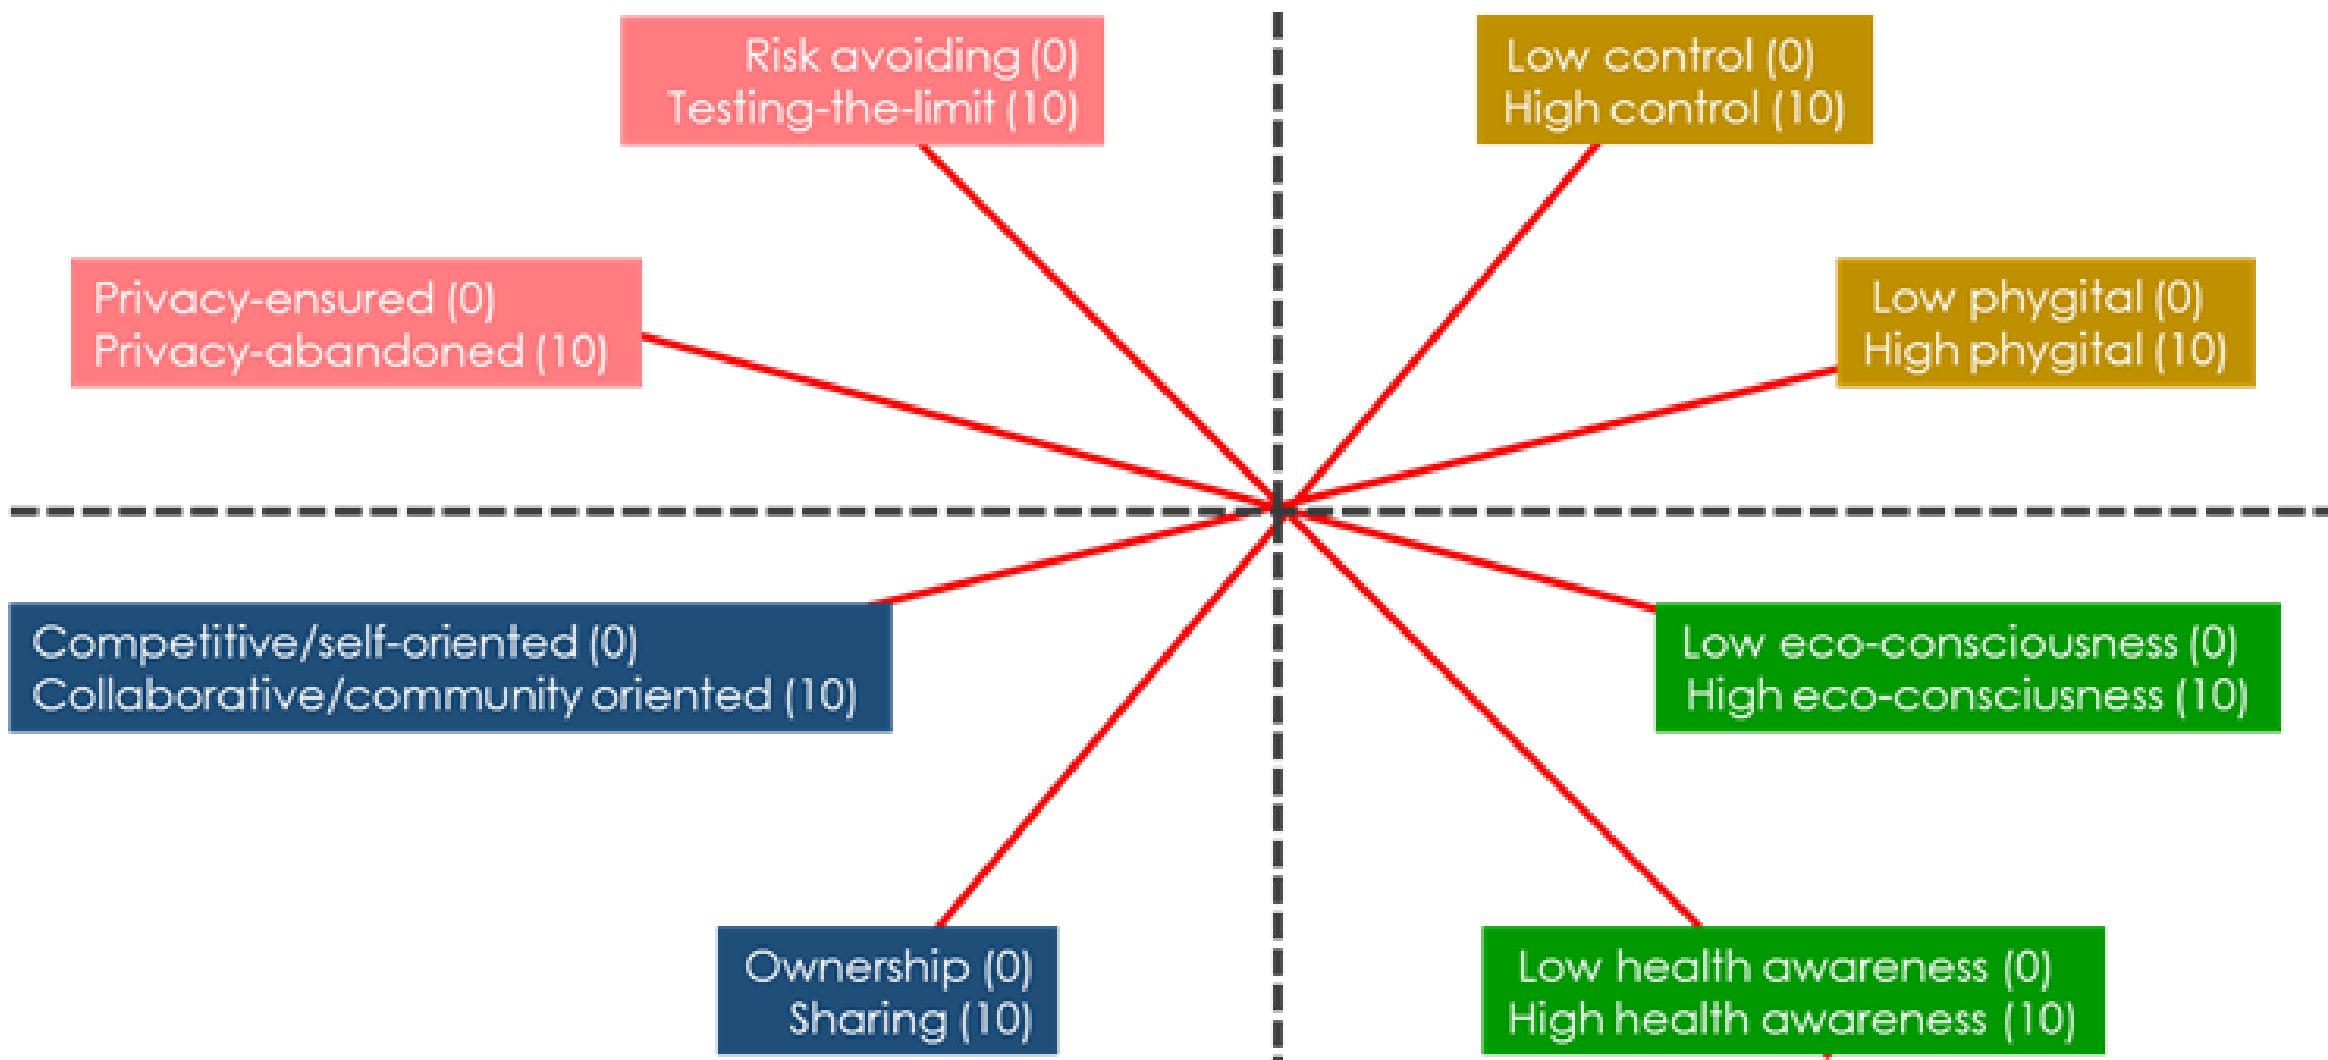 Risk avoiding (0)
Testing-the-limit (10)
Low control (0)
High control (10)
Privacy-ensured (0)
Privacy-abandoned (10)
Low phygital (0)
High phygital (10)
Competitive/self-oriented (0)
Collaborative/community oriented (10)
Low eco-consciousness (0)
High eco-consciusness (10)
Ownership (0)
Sharing (10)
Low health awareness (0)
High health awareness (10)